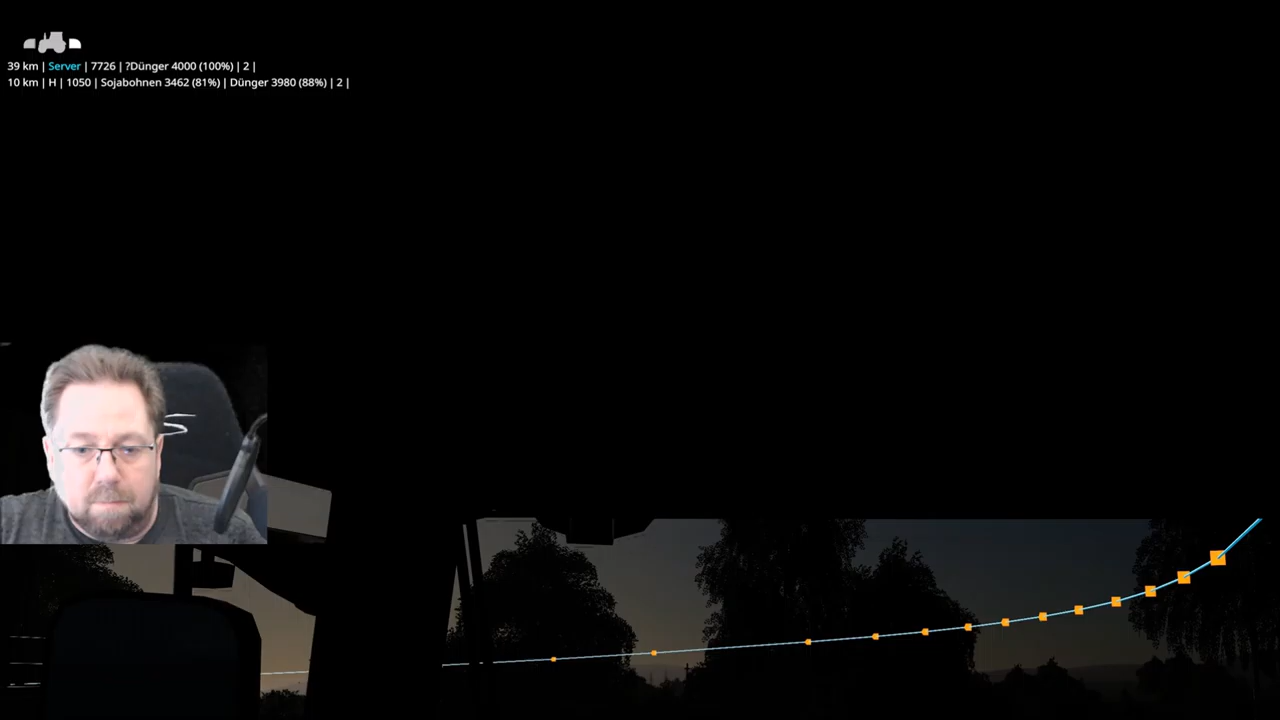 39 km | Server | 7726 | ?Dünger 4000 (100%) | 2 |
10 km | H | 1050 | Sojabohnen 3462 (81%) | Dünger 3980 (88%) | 2 |